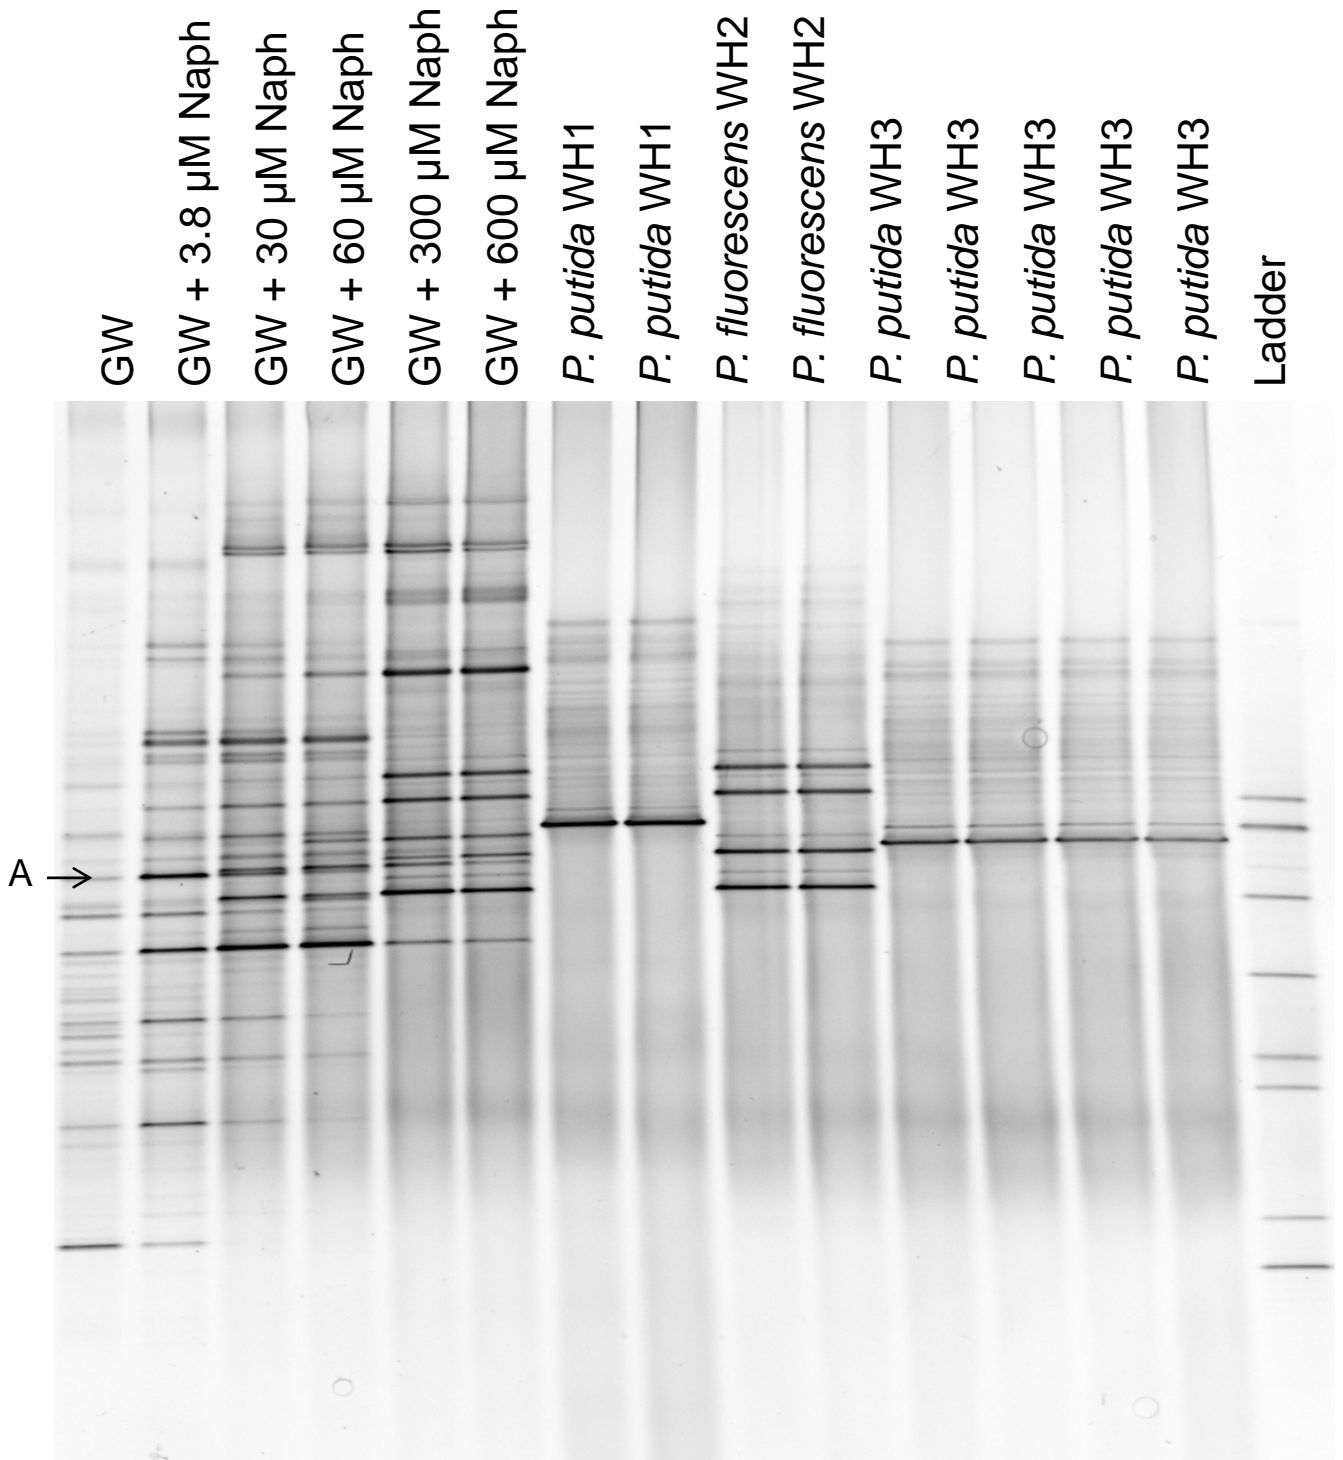 GW
GW + 3.8 µM Naph
GW + 30 µM Naph
GW + 60 µM Naph
GW + 300 µM Naph
GW + 600 µM Naph
P. putida WH1
P. putida WH1
P. fluorescens WH2
P. fluorescens WH2
P. putida WH3
P. putida WH3
P. putida WH3
P. putida WH3
P. putida WH3
Ladder
A